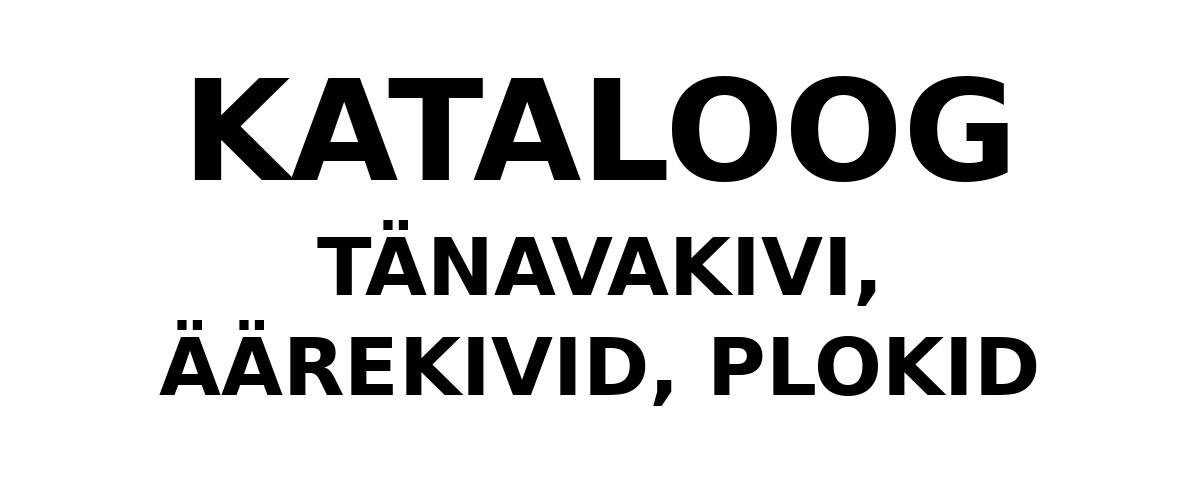 KATALOOG
TÄNAVAKIVI,
ÄÄREKIVID, PLOKID